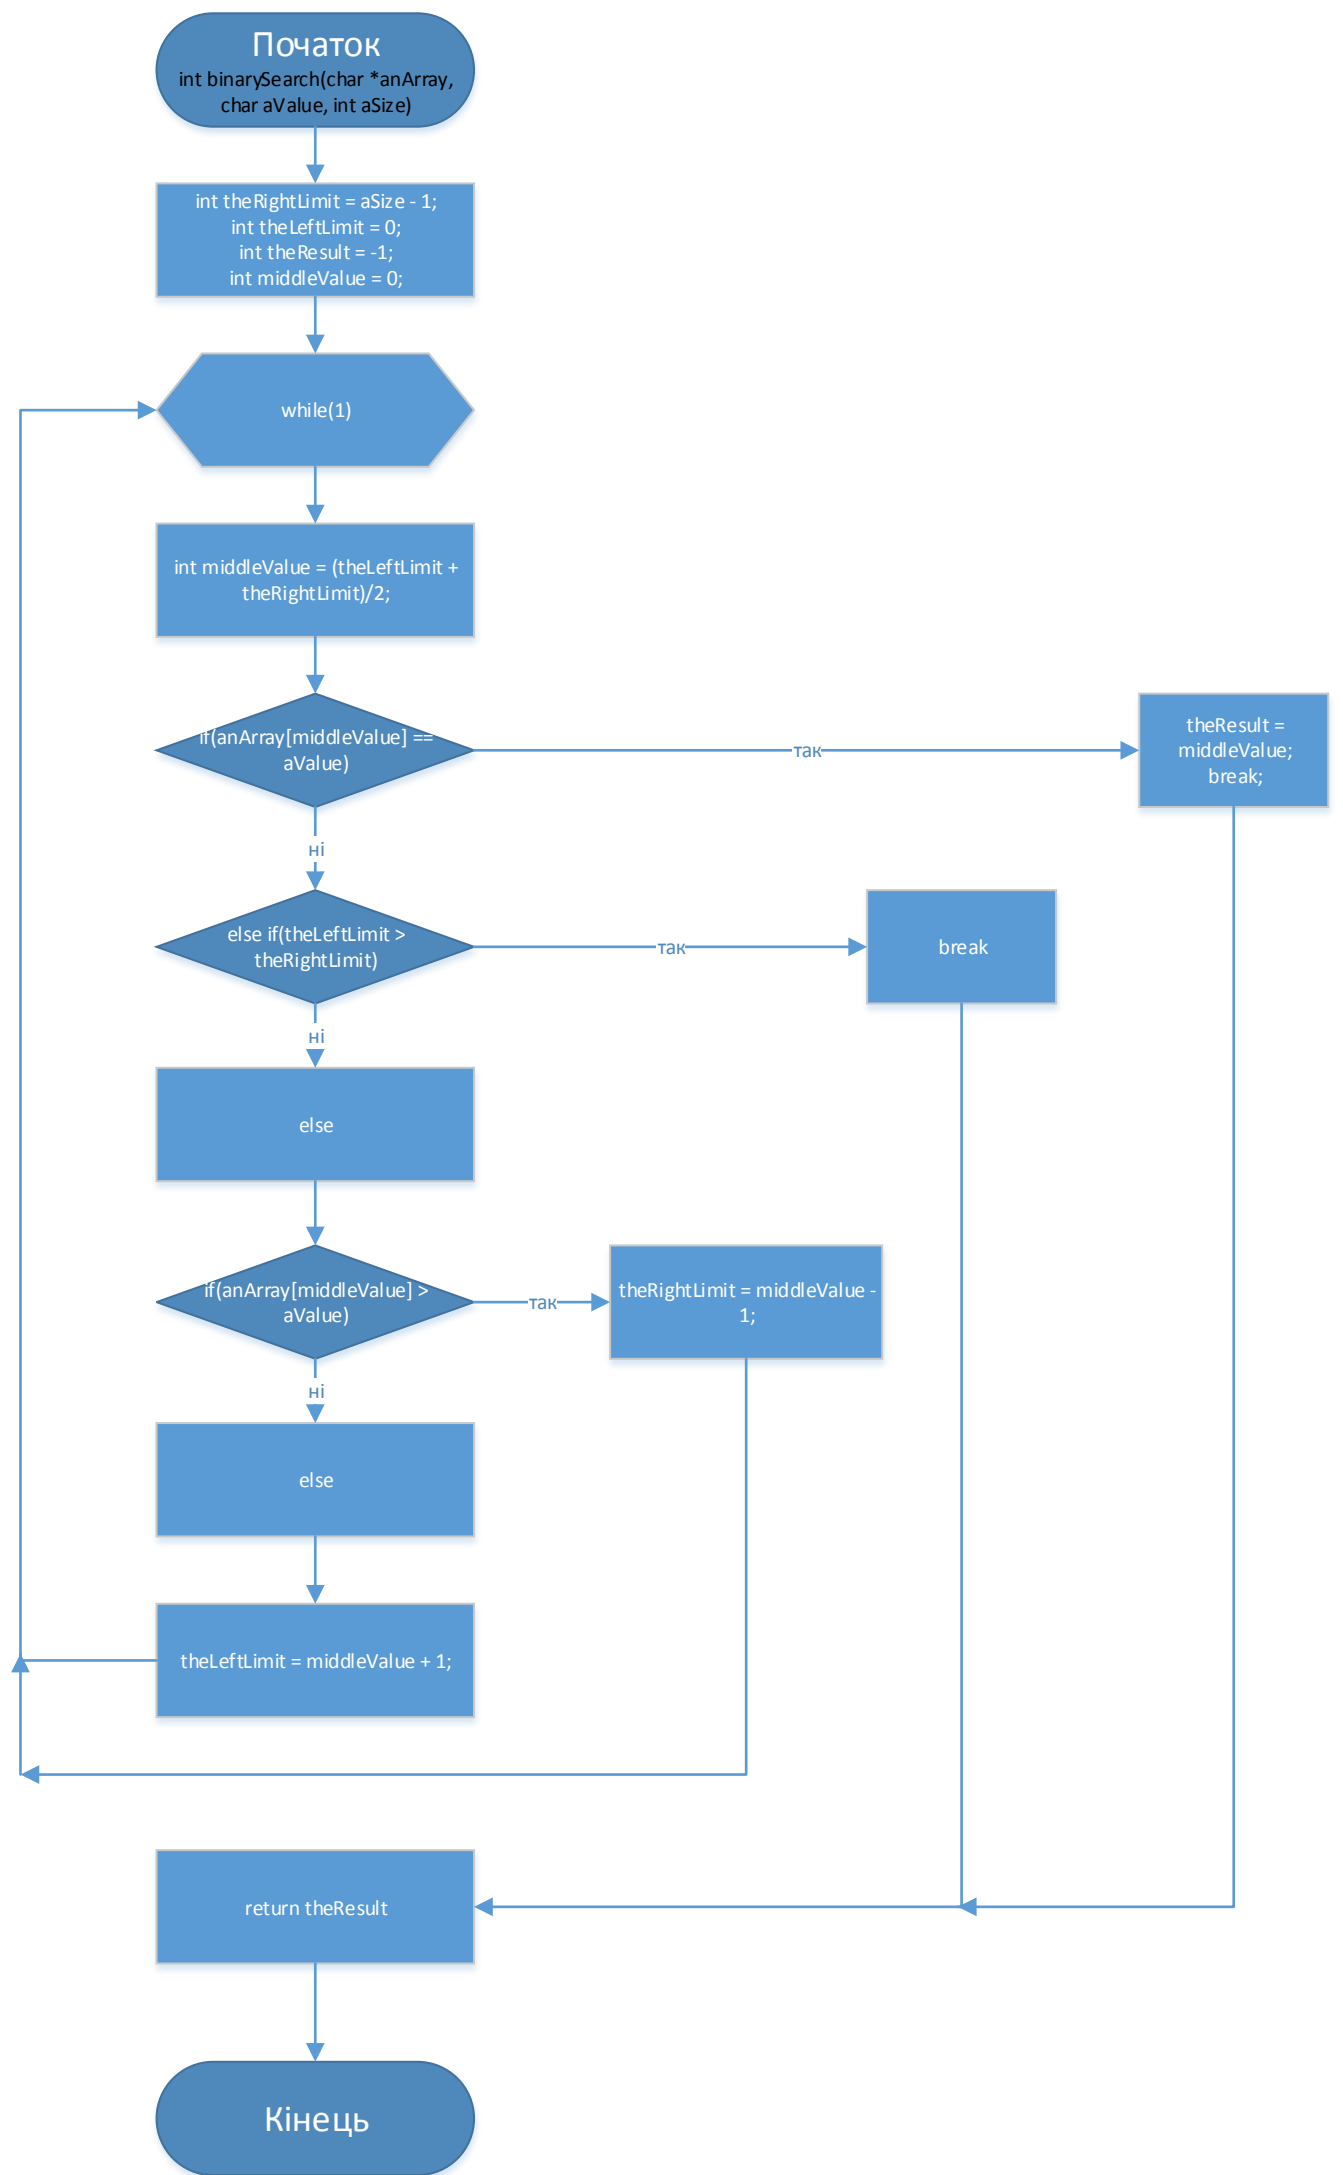 Початок
int binarySearch(char *anArray,
char aValue, int aSize)
int theRightLimit = aSize - 1;
int theLeftLimit = 0;
int theResult = -1;
int middleValue = 0;
while(1)
int middleValue = (theLeftLimit +
theRightLimit)/2;
if(anArray[middleValue] ==
aValue)
так
theResult =
middleValue;
break;
ні
else if(theLeftLimit >
theRightLimit)
так
break
ні
else
if(anArray[middleValue] >
aValue)
так
theRightLimit = middleValue -
1;
ні
else
theLeftLimit = middleValue + 1;
return theResult
Кінець